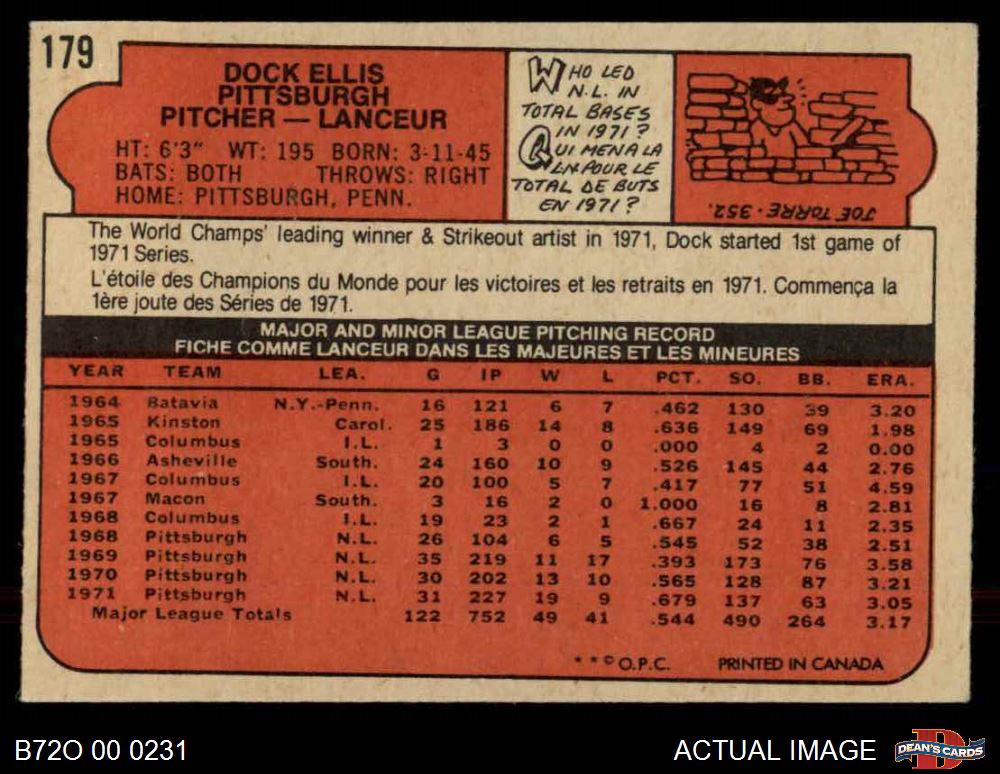 179
DOCK ELLIS
PITTSBURGH
PITCHER — LANCEUR
HT: 6'3" WT: 195 BORN: 3-11-45
BATS: BOTH THROWS: RIGHT
HOME: PITTSBURGH, PENN.
WHO LED
N.L. IN
TOTAL BASES
IN 1971?
QUI MENA LA
LN POUR LE
TOTAL DE BUTS
EN 1971?
JOE TORRE · 352.
The World Champs' leading winner & Strikeout artist in 1971, Dock started 1st game of
1971 Series.
L'étoile des Champions du Monde pour les victoires et les retraits en 1971. Commença la
1ère joute des Séries de 1971.
MAJOR AND MINOR LEAGUE PITCHING RECORD
FICHE COMME LANCEUR DANS LES MAJEURES ET LES MINEURES
YEAR TEAM LEA. G IP W L PCT. SO. BB. ERA.
1964 Batavia N.Y.-Penn. 16 121 6 7 .462 130 39 3.20
1965 Kinston Carol. 25 186 14 8 .636 149 69 1.98
1965 Columbus I.L. 1 3 0 0 .000 4 2 0.00
1966 Asheville South. 24 160 10 9 .526 145 44 2.76
1967 Columbus I.L. 20 100 5 7 .417 77 51 4.59
1967 Macon South. 3 16 2 0 1.000 16 8 2.81
1968 Columbus I.L. 19 23 2 1 .667 24 11 2.35
1968 Pittsburgh N.L. 26 104 6 5 .545 52 38 2.51
1969 Pittsburgh N.L. 35 219 11 17 .393 173 76 3.58
1970 Pittsburgh N.L. 30 202 13 10 .565 128 87 3.21
1971 Pittsburgh N.L. 31 227 19 9 .679 137 63 3.05
Major League Totals 122 752 49 41 .544 490 264 3.17
**© O.P.C. PRINTED IN CANADA
B72O 00 0231
ACTUAL IMAGE
DEAN'S CARDS